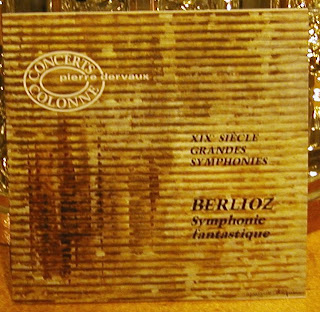 CONCERTS
pierre dervaux
COLONNE
XIX SIÈCLE
GRANDES
SYMPHONIES
BERLIOZ
Symphonie
fantastique